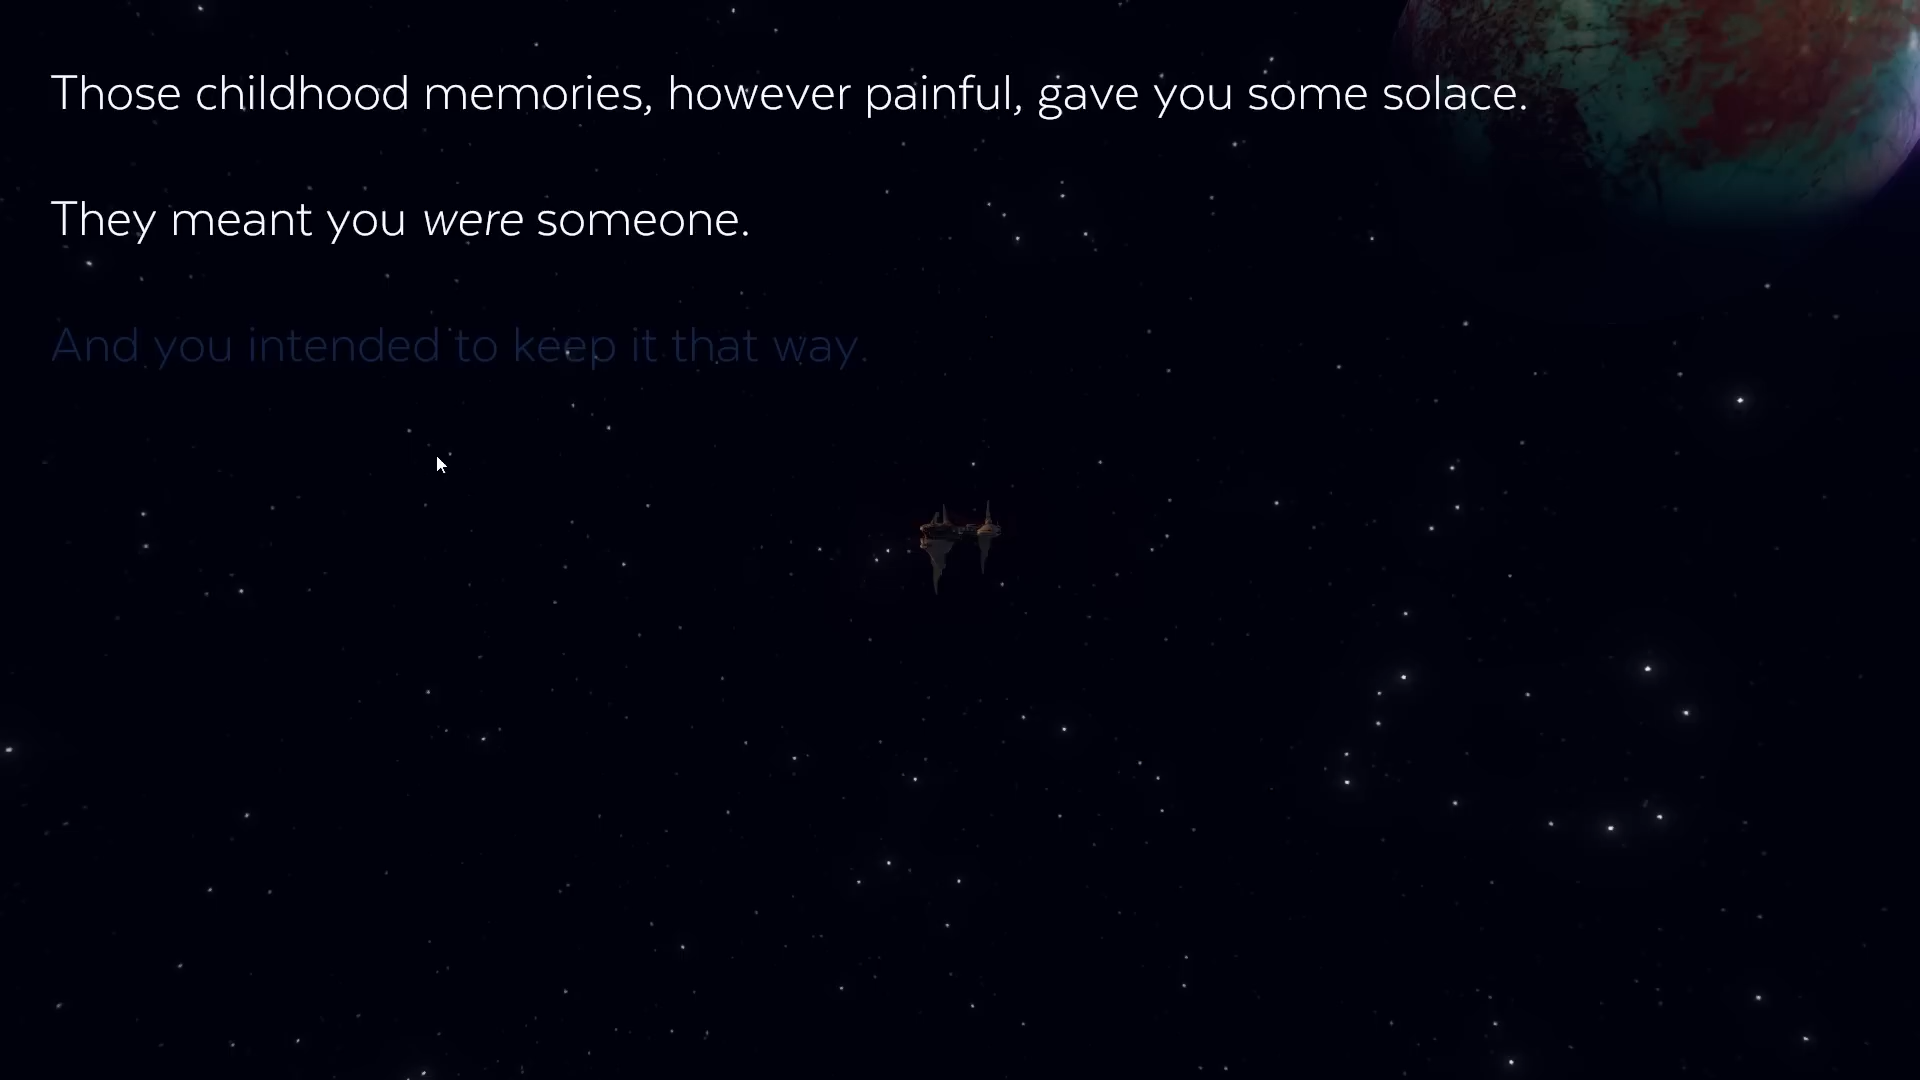 Those childhood memories, however painful, gave you some solace.
They meant you were someone.
And you intended to keep it that way.